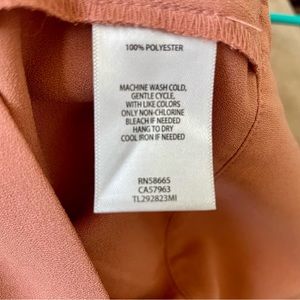 100% POLYESTER
MACHINE WASH COLD,
GENTLE CYCLE,
WITH LIKE COLORS
ONLY NON-CHLORINE
BLEACH IF NEEDED
HANG TO DRY
COOL IRON IF NEEDED
RN58665
CA57963
TL292823MI